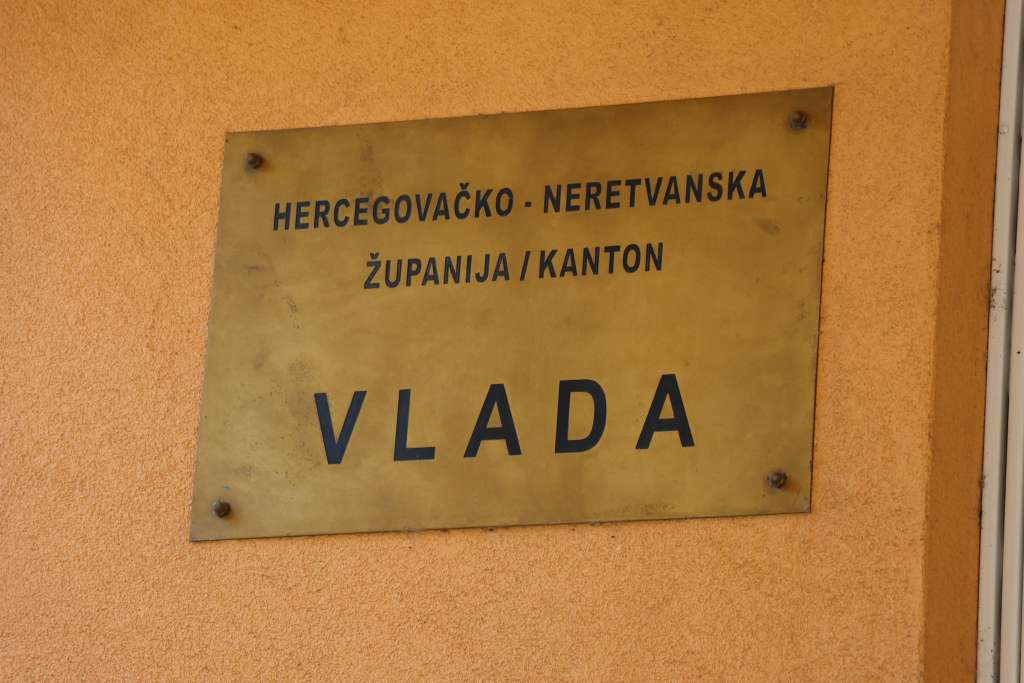 HERCEGOVAČKO - NERETVANSKA
ŽUPANIJA / KANTON
VLADA